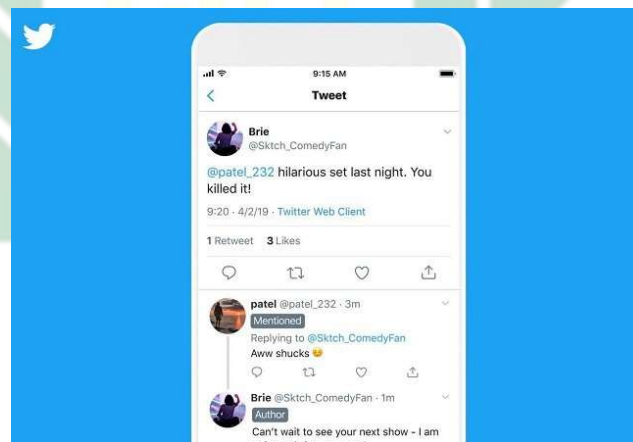 9:15 AM
Tweet
Brie
@Sktch_ComedyFan
@patel_232 hilarious set last night. You
killed it!
9:20 · 4/2/19 · Twitter Web Client
1 Retweet 3 Likes
patel @patel_232 · 3m
Mentioned
Replying to @Sktch_ComedyFan
Aww shucks 😊
Brie @Sktch_ComedyFan · 1m
Author
Can't wait to see your next show - I am